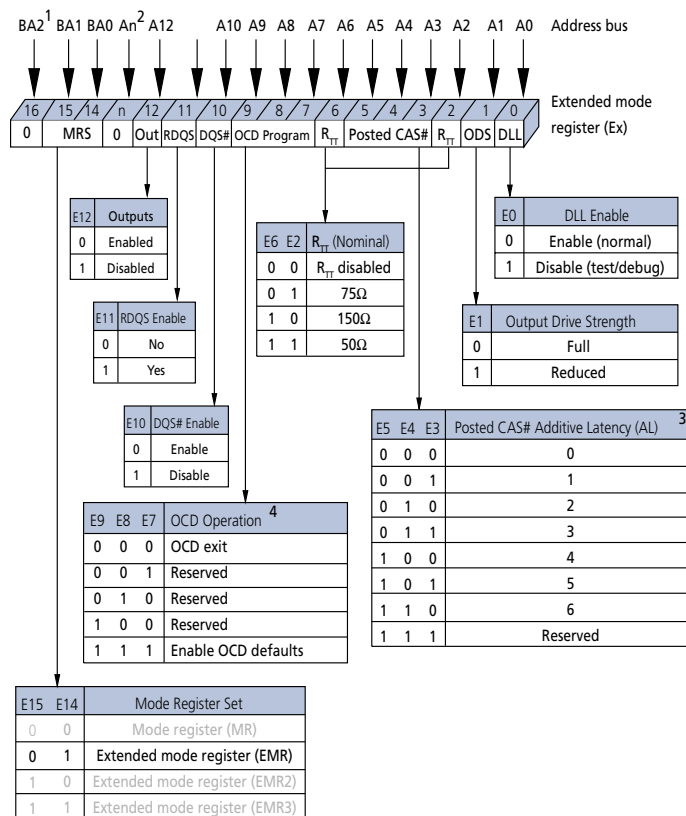 BA2¹ BA1 BA0 An² A12 A10 A9 A8 A7 A6 A5 A4 A3 A2 A1 A0 Address bus
16 15 14 n 12 11 10 9 8 7 6 5 4 3 2 1 0
Extended mode
register (Ex)
0 MRS 0 Out RDQS DQS# OCD Program RTT Posted CAS# RTT ODS DLL
E12 Outputs
0 Enabled
1 Disabled
E11 RDQS Enable
0 No
1 Yes
E10 DQS# Enable
0 Enable
1 Disable
E9 E8 E7 OCD Operation 4
0 0 0 OCD exit
0 0 1 Reserved
0 1 0 Reserved
1 0 0 Reserved
1 1 1 Enable OCD defaults
E15 E14 Mode Register Set
0 0 Mode register (MR)
0 1 Extended mode register (EMR)
1 0 Extended mode register (EMR2)
1 1 Extended mode register (EMR3)
E6 E2 RTT (Nominal)
0 0 RTT disabled
0 1 75Ω
1 0 150Ω
1 1 50Ω
E0 DLL Enable
0 Enable (normal)
1 Disable (test/debug)
E1 Output Drive Strength
0 Full
1 Reduced
E5 E4 E3 Posted CAS# Additive Latency (AL) 3
0 0 0 0
0 0 1 1
0 1 0 2
0 1 1 3
1 0 0 4
1 0 1 5
1 1 0 6
1 1 1 Reserved